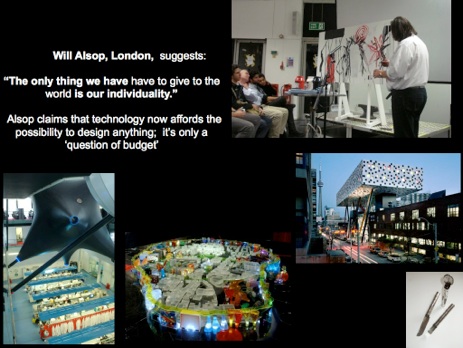 Will Alsop, London, suggests:
“The only thing we have have to give to the
world is our individuality.”
Alsop claims that technology now affords the
possibility to design anything; it's only a
‘question of budget’